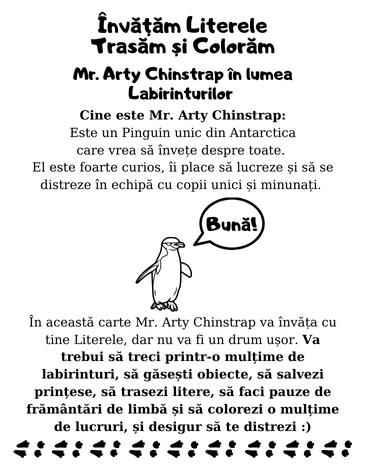 Învățăm Literele
Trasăm și Colorăm
Mr. Arty Chinstrap în lumea
Labirinturilor
Cine este Mr. Arty Chinstrap:
Este un Pinguin unic din Antarctica
care vrea să învețe despre toate.
El este foarte curios, îi place să lucreze și să se
distreze în echipă cu copii unici și minunați.
Bună!
În această carte Mr. Arty Chinstrap va învăța cu
tine Literele, dar nu va fi un drum ușor. Va
trebui să treci printr-o mulțime de
labirinturi, să găsești obiecte, să salvezi
prințese, să trasezi litere, să faci pauze de
frământări de limbă și să colorezi o mulțime
de lucruri, și desigur să te distrezi :)